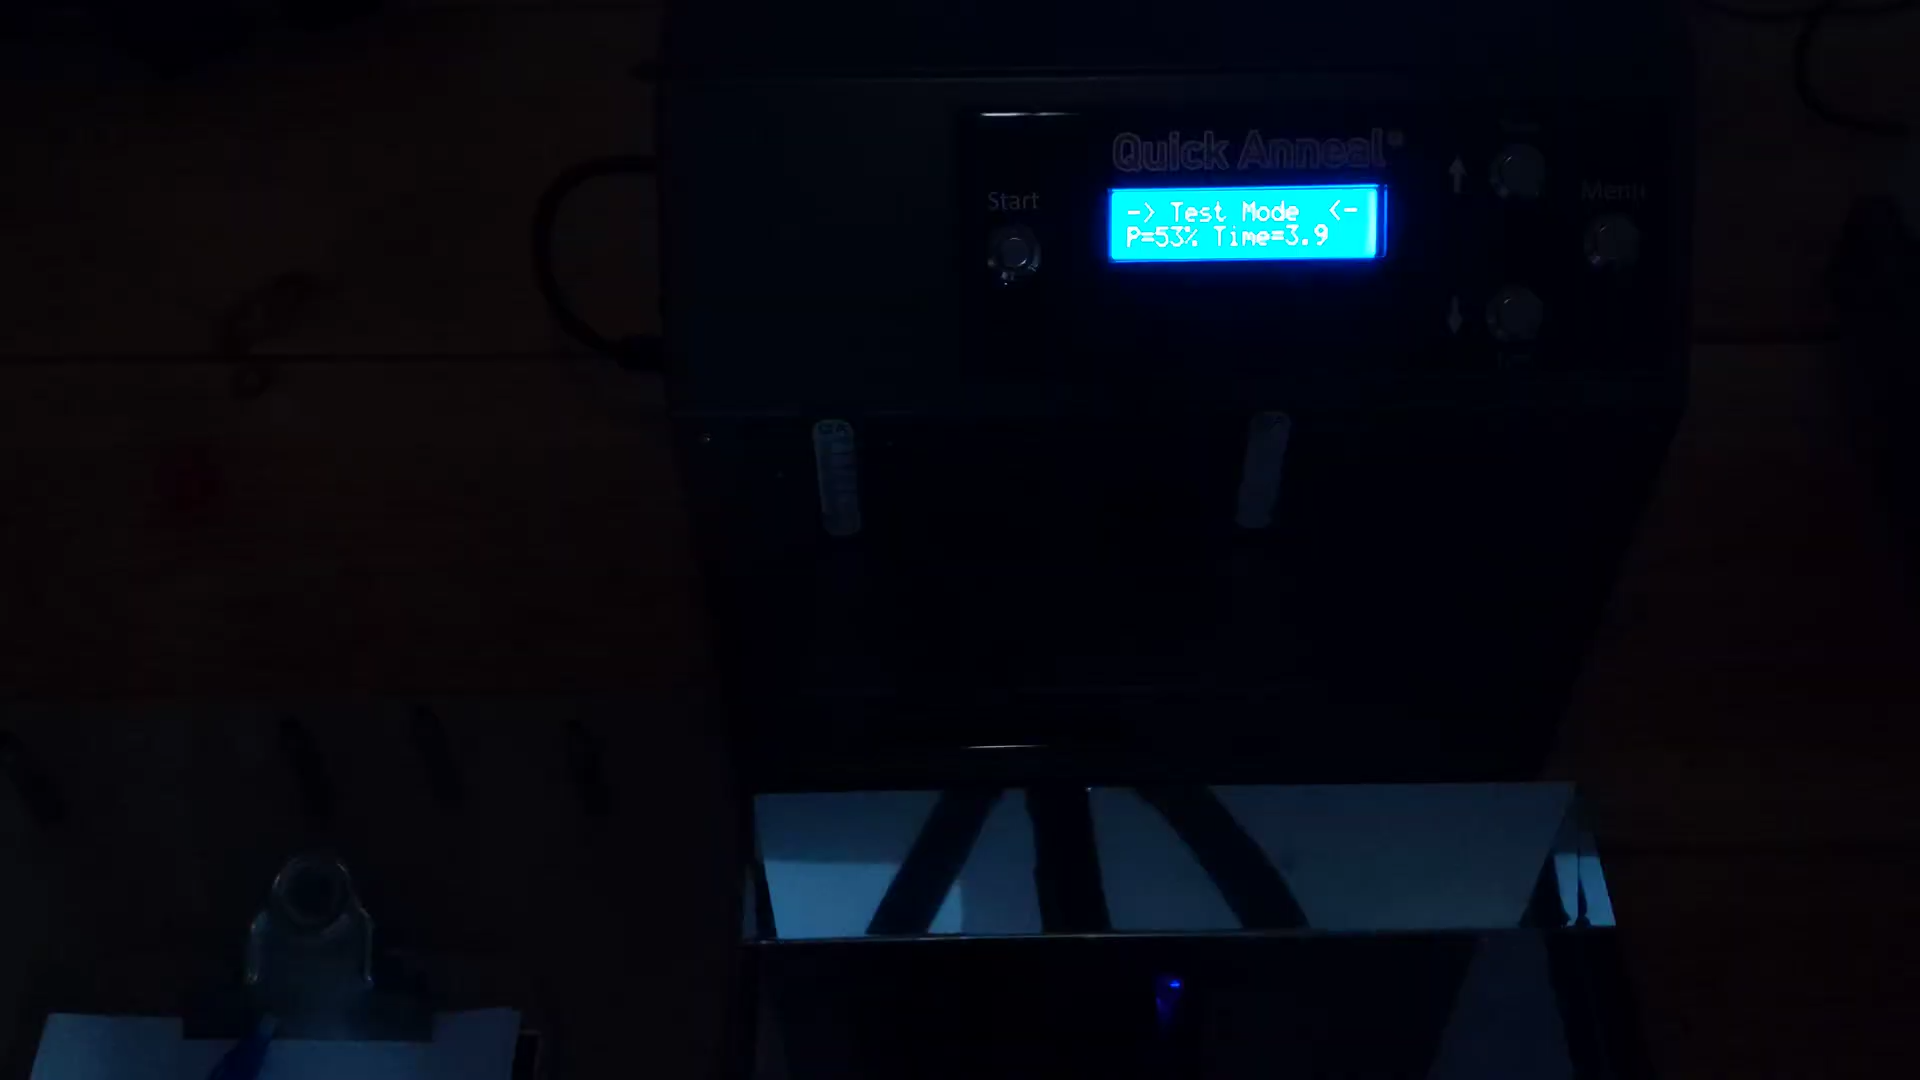 Quick Anneal®
Start
-> Test Mode <-
P=53% Time=3.9
Menu